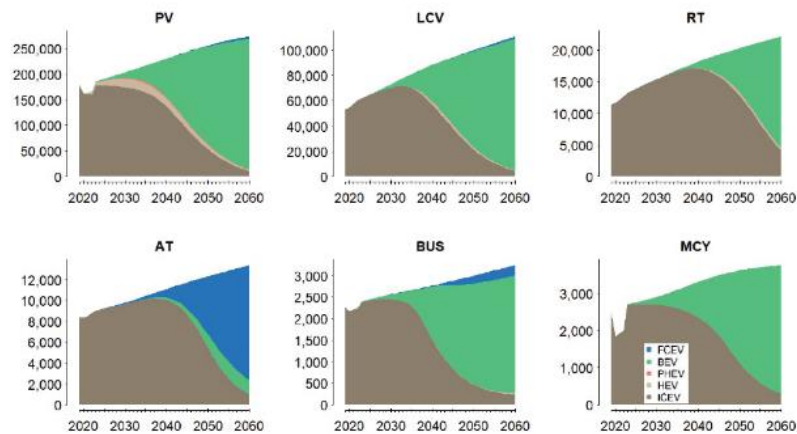 PV
250,000
200,000
150,000
100,000
50,000
0
2020 2030 2040 2050 2060
LCV
100,000
80,000
60,000
40,000
20,000
0
2020 2030 2040 2050 2060
RT
20,000
15,000
10,000
5,000
0
2020 2030 2040 2050 2060
AT
12,000
10,000
8,000
6,000
4,000
2,000
0
2020 2030 2040 2050 2060
BUS
3,000
2,500
2,000
1,500
1,000
500
0
2020 2030 2040 2050 2060
MCY
3,000
2,000
1,000
0
FCEV
BEV
PHEV
HEV
ICEV
2020 2030 2040 2050 2060